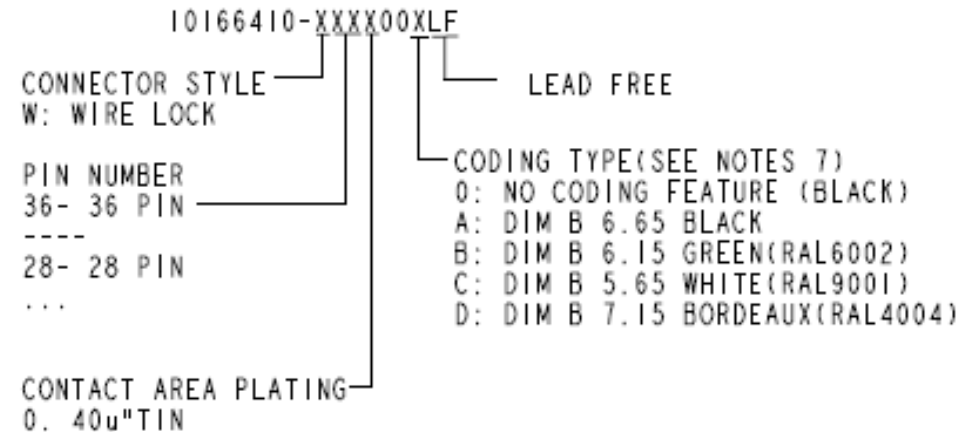 10166410-XXXX00XLF
CONNECTOR STYLE
W: WIRE LOCK
LEAD FREE
PIN NUMBER
36- 36 PIN
----
28- 28 PIN
...
CODING TYPE(SEE NOTES 7)
0: NO CODING FEATURE (BLACK)
A: DIM B 6.65 BLACK
B: DIM B 6.15 GREEN(RAL6002)
C: DIM B 5.65 WHITE(RAL9001)
D: DIM B 7.15 BORDEAUX(RAL4004)
CONTACT AREA PLATING
0. 40u"TIN